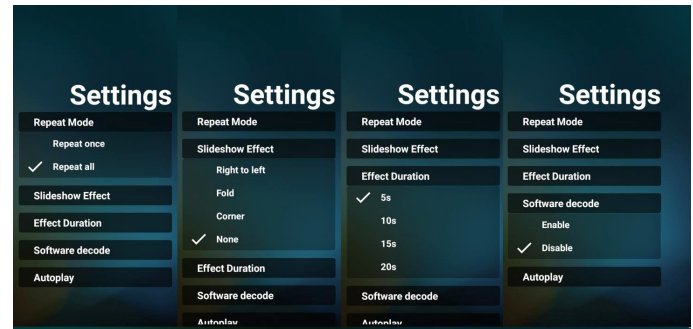 Settings
Repeat Mode
Repeat once
Repeat all
Slideshow Effect
Effect Duration
Software decode
Autoplay
Settings
Repeat Mode
Slideshow Effect
Right to left
Fold
Corner
None
Effect Duration
Software decode
Autoplay
Settings
Repeat Mode
Slideshow Effect
Effect Duration
5s
10s
15s
20s
Software decode
Autoplay
Settings
Repeat Mode
Slideshow Effect
Effect Duration
Software decode
Enable
Disable
Autoplay